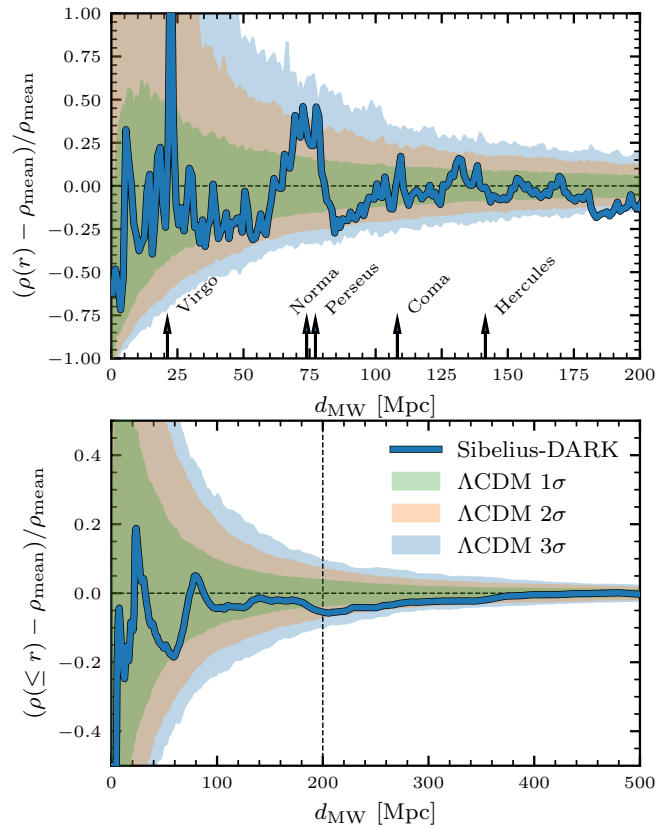 1.00
0.75
0.50
0.25
0.00
−0.25
−0.50
−0.75
−1.00
(ρ(r) − ρmean)/ρmean
Virgo
Norma
Perseus
Coma
Hercules
0 25 50 75 100 125 150 175 200
dMW [Mpc]
0.4
0.2
0.0
−0.2
−0.4
(ρ(≤ r) − ρmean)/ρmean
Sibelius-DARK
ΛCDM 1σ
ΛCDM 2σ
ΛCDM 3σ
0 100 200 300 400 500
dMW [Mpc]